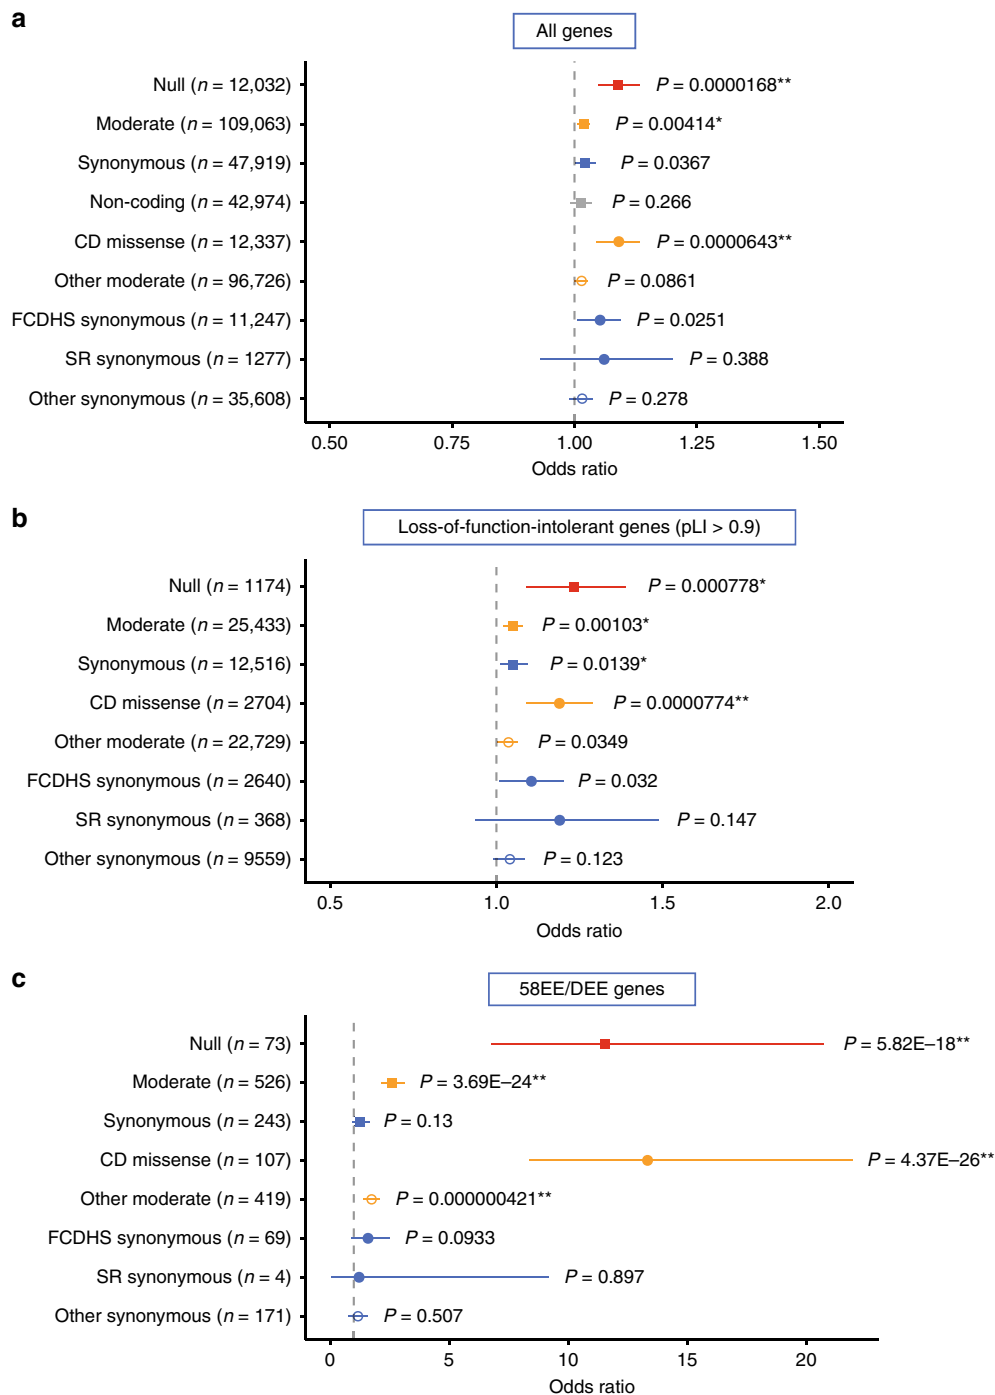 a
All genes
Null (n = 12,032)
P = 0.0000168**
Moderate (n = 109,063)
P = 0.00414*
Synonymous (n = 47,919)
P = 0.0367
Non-coding (n = 42,974)
P = 0.266
CD missense (n = 12,337)
P = 0.0000643**
Other moderate (n = 96,726)
P = 0.0861
FCDHS synonymous (n = 11,247)
P = 0.0251
SR synonymous (n = 1277)
P = 0.388
Other synonymous (n = 35,608)
P = 0.278
0.50 0.75 1.00 1.25 1.50
Odds ratio
b
Loss-of-function-intolerant genes (pLI > 0.9)
Null (n = 1174)
P = 0.000778*
Moderate (n = 25,433)
P = 0.00103*
Synonymous (n = 12,516)
P = 0.0139*
CD missense (n = 2704)
P = 0.0000774**
Other moderate (n = 22,729)
P = 0.0349
FCDHS synonymous (n = 2640)
P = 0.032
SR synonymous (n = 368)
P = 0.147
Other synonymous (n = 9559)
P = 0.123
0.5 1.0 1.5 2.0
Odds ratio
c
58EE/DEE genes
Null (n = 73)
P = 5.82E–18**
Moderate (n = 526)
P = 3.69E–24**
Synonymous (n = 243)
P = 0.13
CD missense (n = 107)
P = 4.37E–26**
Other moderate (n = 419)
P = 0.000000421**
FCDHS synonymous (n = 69)
P = 0.0933
SR synonymous (n = 4)
P = 0.897
Other synonymous (n = 171)
P = 0.507
0 5 10 15 20
Odds ratio